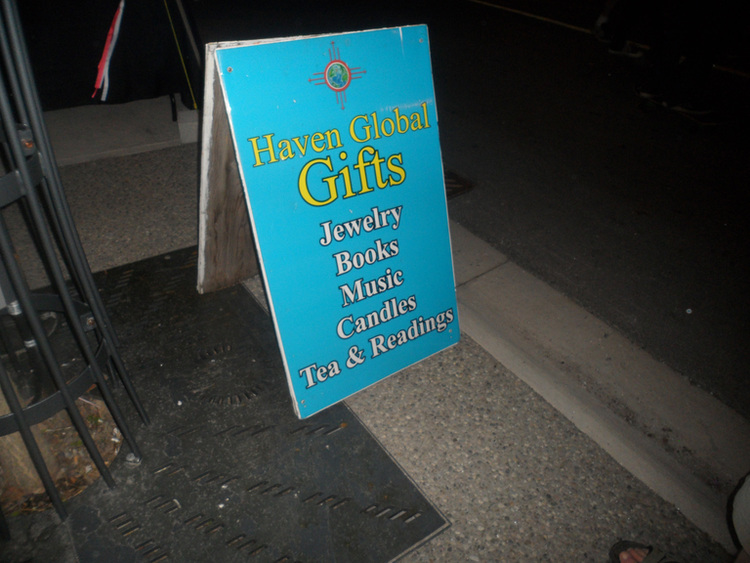 Haven Global
Gifts
Jewelry
Books
Music
Candles
Tea & Readings